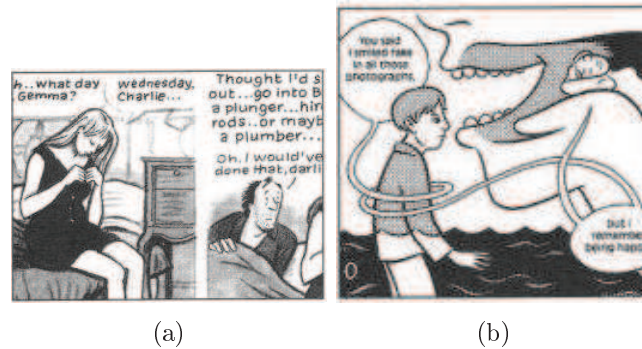 h..what day
Gemma?
wednesday,
Charlie...
Thought I'd s
out...go into B
a plunger...hir
rods...or mayb
a plumber...
Oh. I would've
done that, darli
You said
I smiled fake
in all those
photographs,
but I
remember
being happ
(a)
(b)